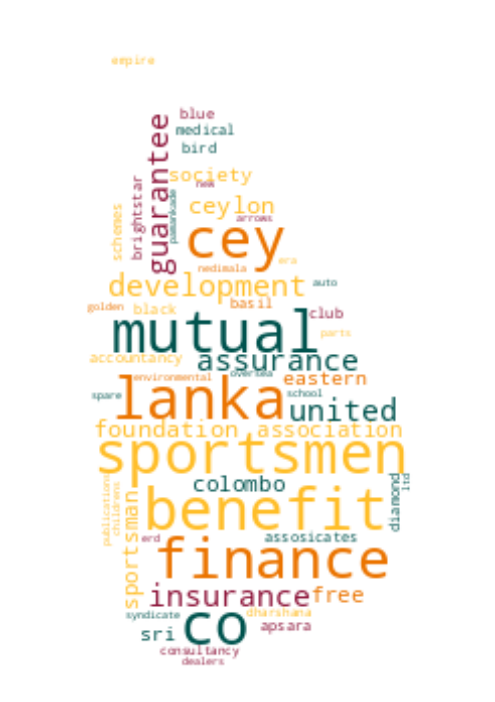 empire
blue
medical
bird
guarantee
society
new
brightstar
pamankade
schemes
ceylon
arrows
cey
era
nedimala
development
auto
golden
black
basil
club
mutual
parts
accountancy
assurance
oversea
environmental
eastern
spare
lanka
school
united
foundation association
sportsmen
colombo
ltd
diamond
publications
childrens
benefit
sportsman
erd
assosicates
finance
insurance
free
syndicate
dharshana
sri
co
apsara
consultancy
dealers